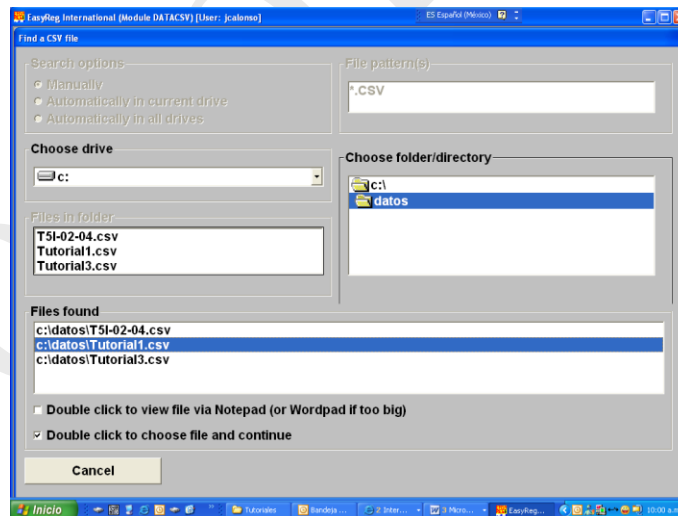 EasyReg International (Module DATACSV) [User: jcalonso]
ES Español (México)
Find a CSV file
Search options
Manually
Automatically in current drive
Automatically in all drives
File pattern(s)
*.CSV
Choose drive
c:
Choose folder/directory
c:\
datos
Files in folder
T5I-02-04.csv
Tutorial1.csv
Tutorial3.csv
Files found
c:\datos\T5I-02-04.csv
c:\datos\Tutorial1.csv
c:\datos\Tutorial3.csv
Double click to view file via Notepad (or Wordpad if too big)
Double click to choose file and continue
Cancel
Inicio
Tutoriales
Bandeja ...
2 Inter...
3 Micro...
EasyReg...
10:00 a.m.